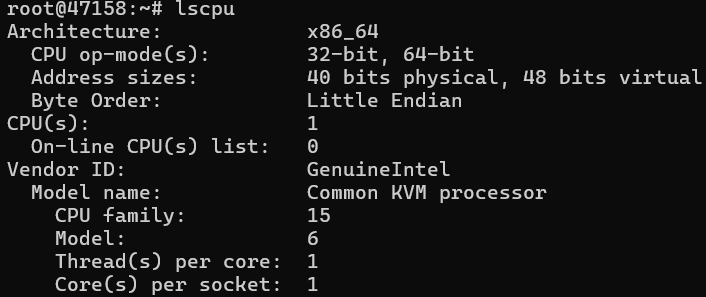 root@47158:~# lscpu
Architecture:            x86_64
  CPU op-mode(s):        32-bit, 64-bit
  Address sizes:         40 bits physical, 48 bits virtual
  Byte Order:            Little Endian
CPU(s):                  1
  On-line CPU(s) list:   0
Vendor ID:               GenuineIntel
  Model name:            Common KVM processor
    CPU family:          15
    Model:               6
    Thread(s) per core:  1
    Core(s) per socket:  1